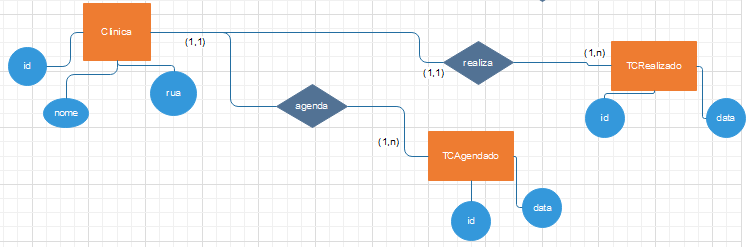 Clinica
(1,1)
id
nome
rua
agenda
(1,n)
TCAgendado
id
data
(1,1)
realiza
(1,n)
TCRealizado
id
data